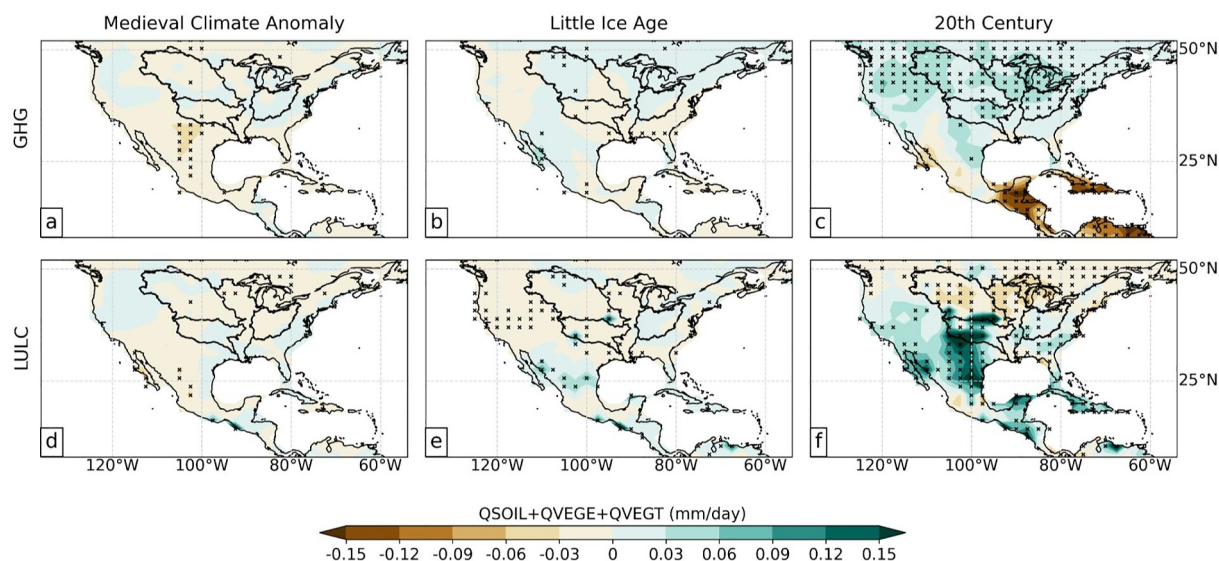 Medieval Climate Anomaly Little Ice Age 20th Century
GHG
a b c
50°N
25°N
LULC
d e f
50°N
25°N
120°W 100°W 80°W 60°W 120°W 100°W 80°W 60°W 120°W 100°W 80°W 60°W
QSOIL+QVEGE+QVEGT (mm/day)
-0.15 -0.12 -0.09 -0.06 -0.03 0 0.03 0.06 0.09 0.12 0.15